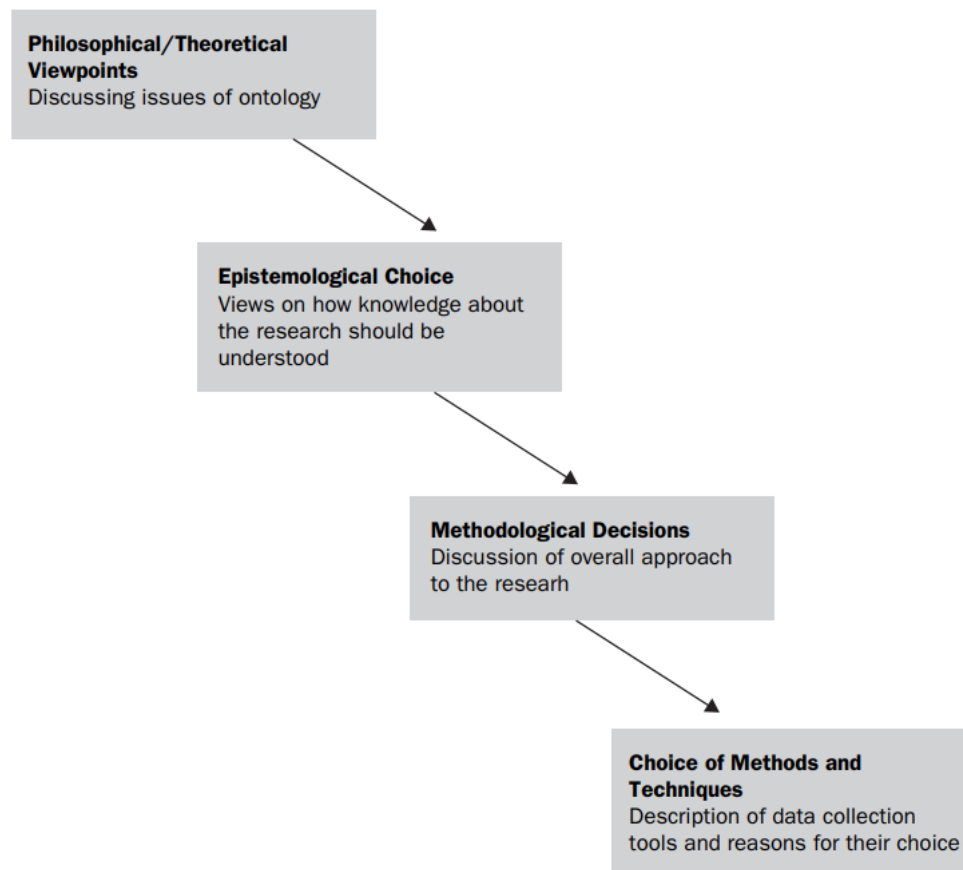 Philosophical/Theoretical
Viewpoints
Discussing issues of ontology
Epistemological Choice
Views on how knowledge about
the research should be
understood
Methodological Decisions
Discussion of overall approach
to the researh
Choice of Methods and
Techniques
Description of data collection
tools and reasons for their choice